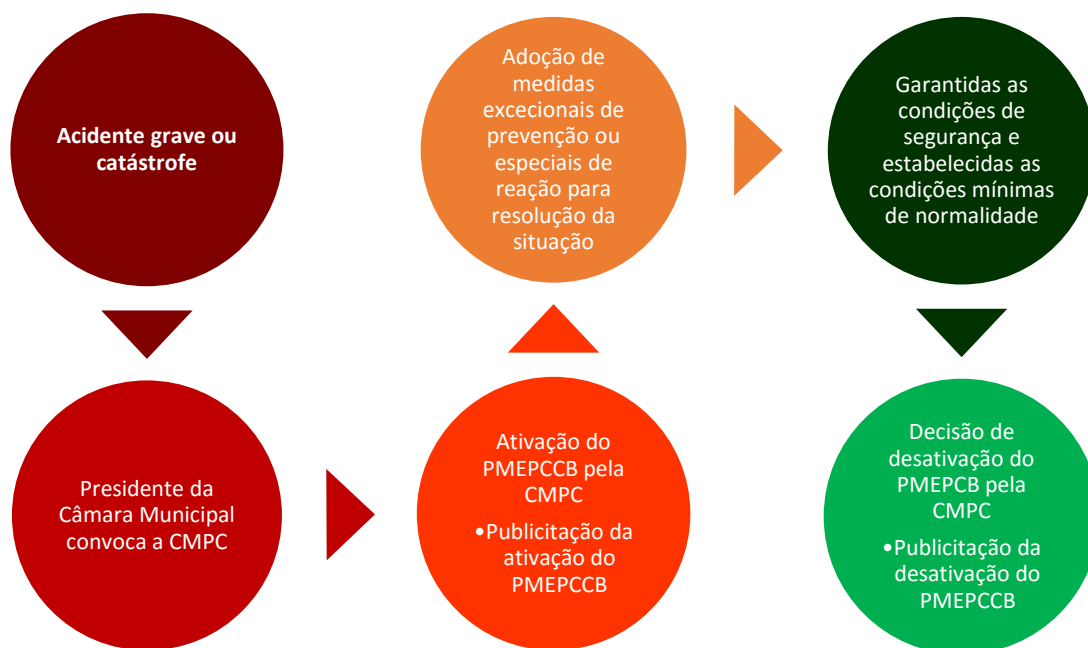 Acidente grave ou
catástrofe
Presidente da
Câmara Municipal
convoca a CMPC
Ativação do
PMEPCCB pela
CMPC
•Publicitação da
ativação do
PMEPCCB
Adoção de
medidas
excecionais de
prevenção ou
especiais de
reação para
resolução da
situação
Garantidas as
condições de
segurança e
estabelecidas as
condições mínimas
de normalidade
Decisão de
desativação do
PMEPCB pela
CMPC
•Publicitação da
desativação do
PMEPCCB